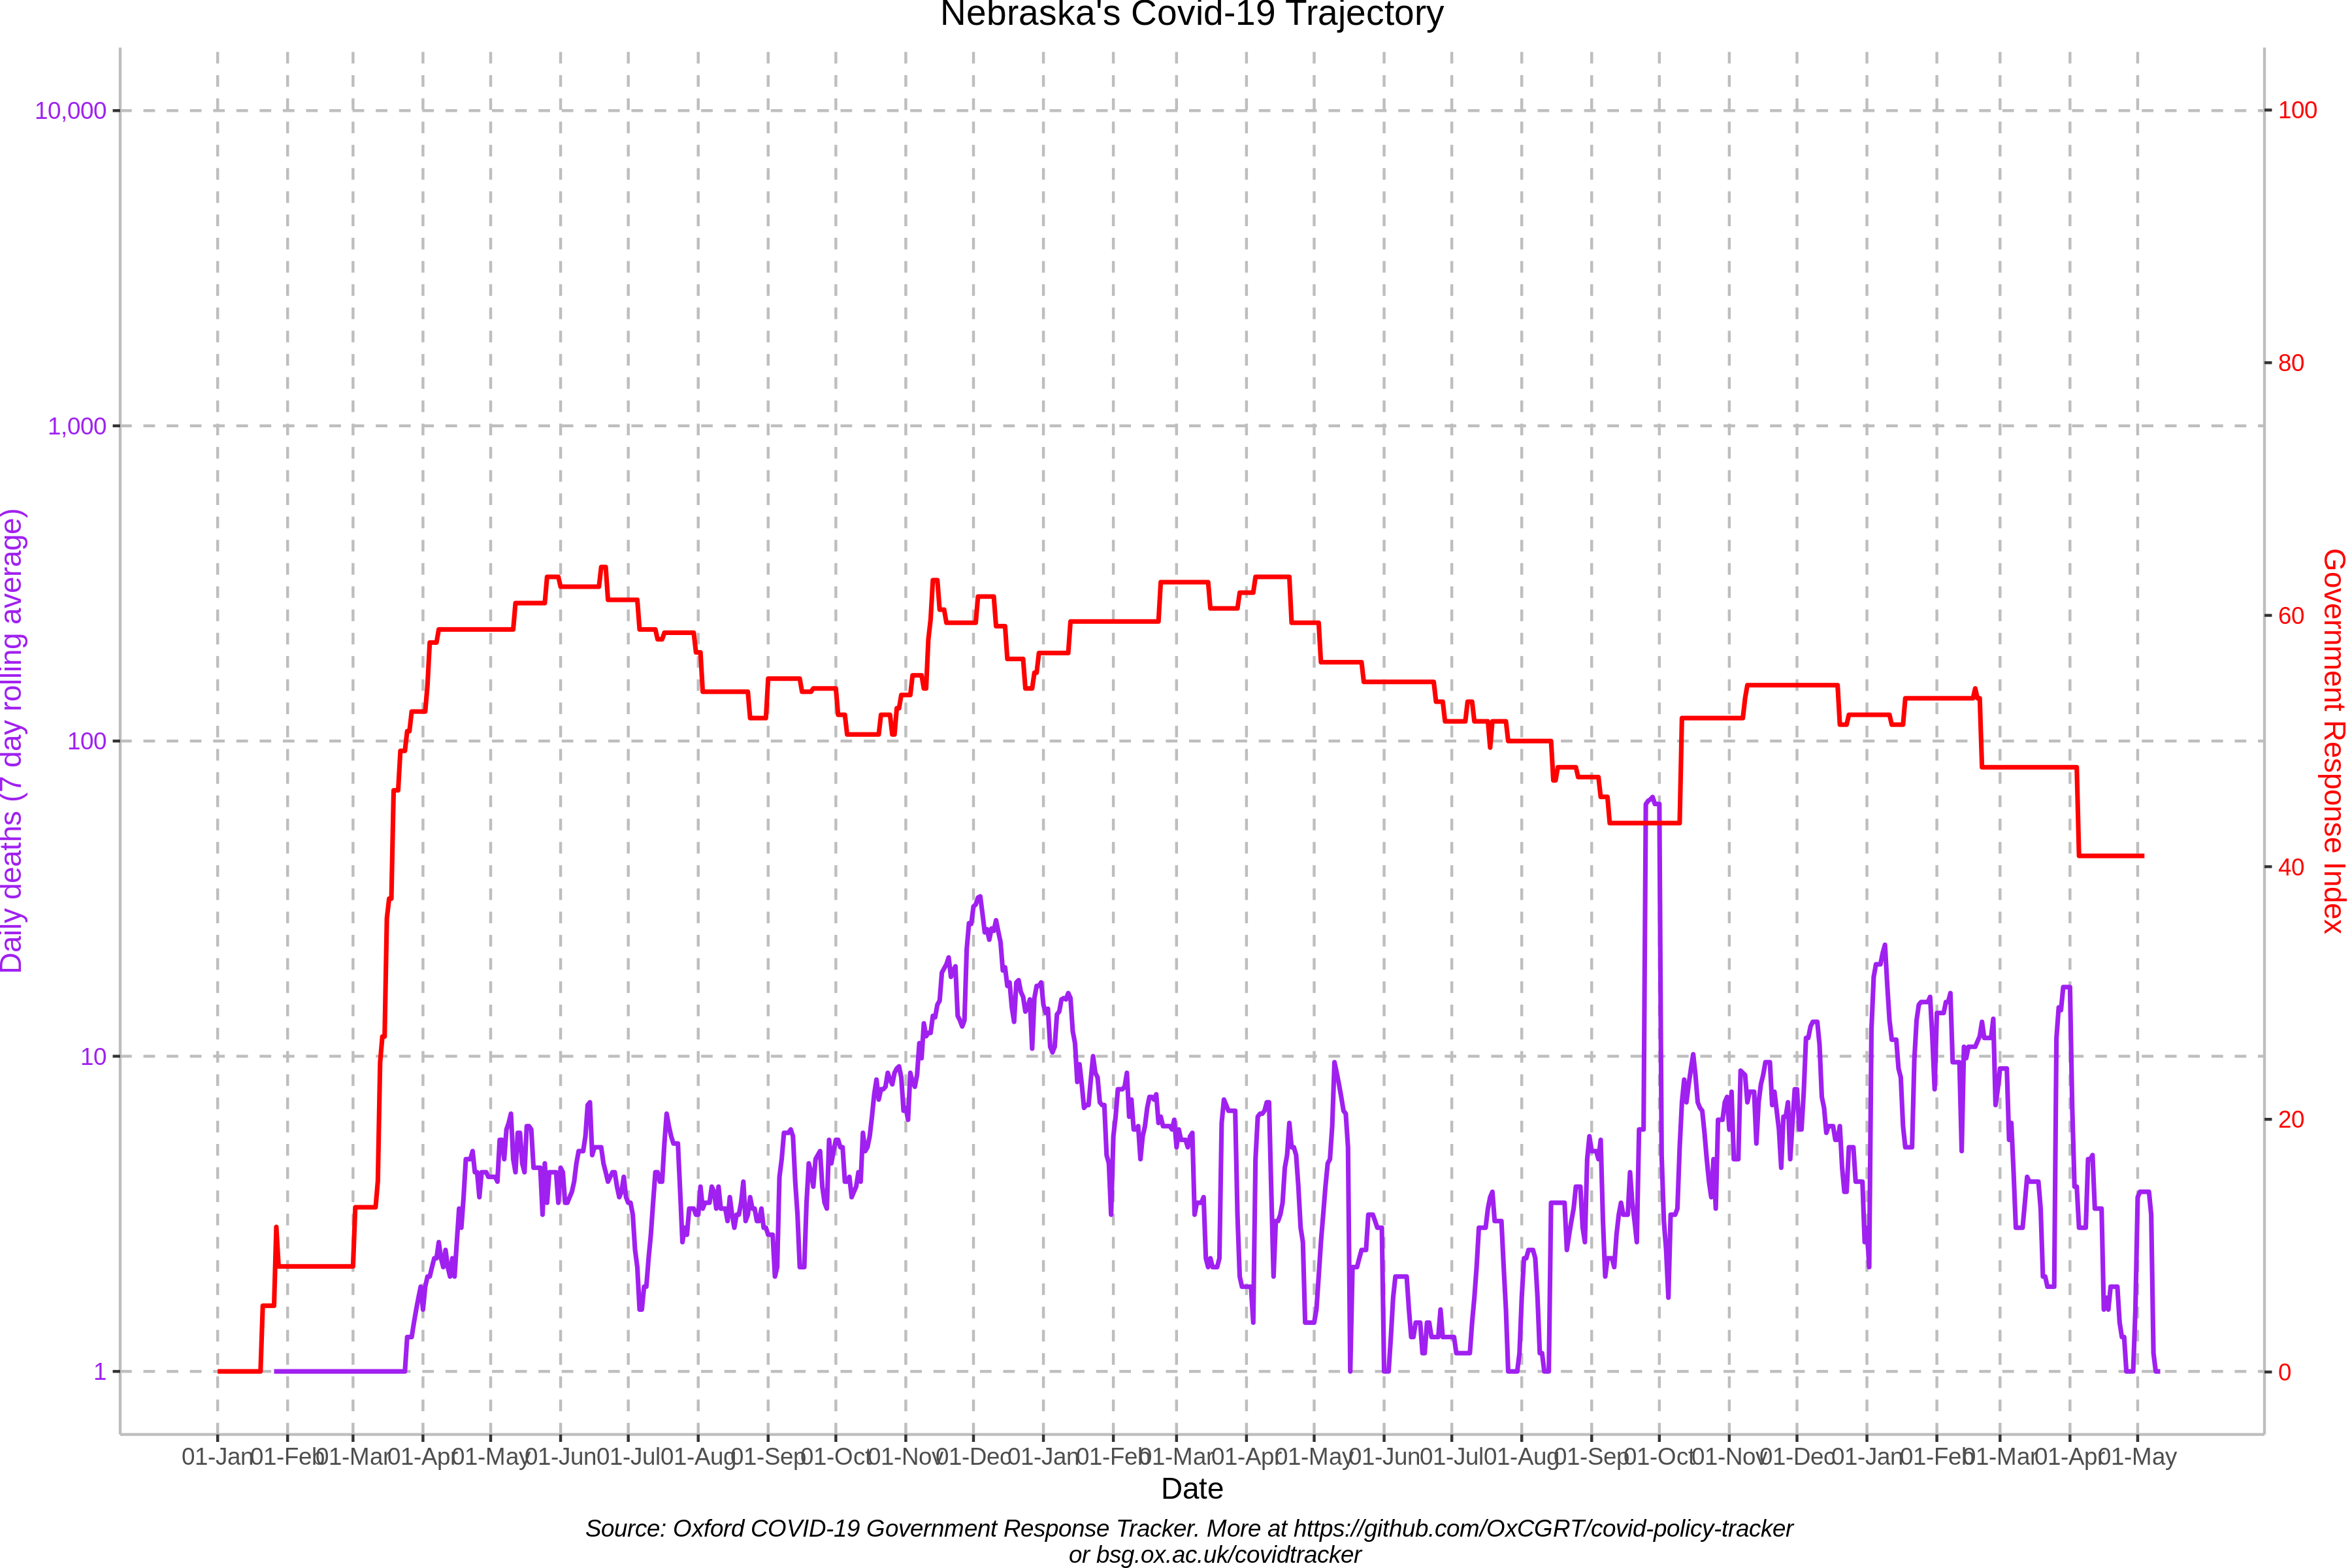 Nebraska's Covid-19 Trajectory
10,000
1,000
100
10
1
Daily deaths (7 day rolling average)
100
80
60
40
20
0
Government Response Index
01-Jan 01-Feb 01-Mar 01-Apr 01-May 01-Jun 01-Jul 01-Aug 01-Sep 01-Oct 01-Nov 01-Dec 01-Jan 01-Feb 01-Mar 01-Apr 01-May 01-Jun 01-Jul 01-Aug 01-Sep 01-Oct 01-Nov 01-Dec 01-Jan 01-Feb 01-Mar 01-Apr 01-May
Date
Source: Oxford COVID-19 Government Response Tracker. More at https://github.com/OxCGRT/covid-policy-tracker
or bsg.ox.ac.uk/covidtracker